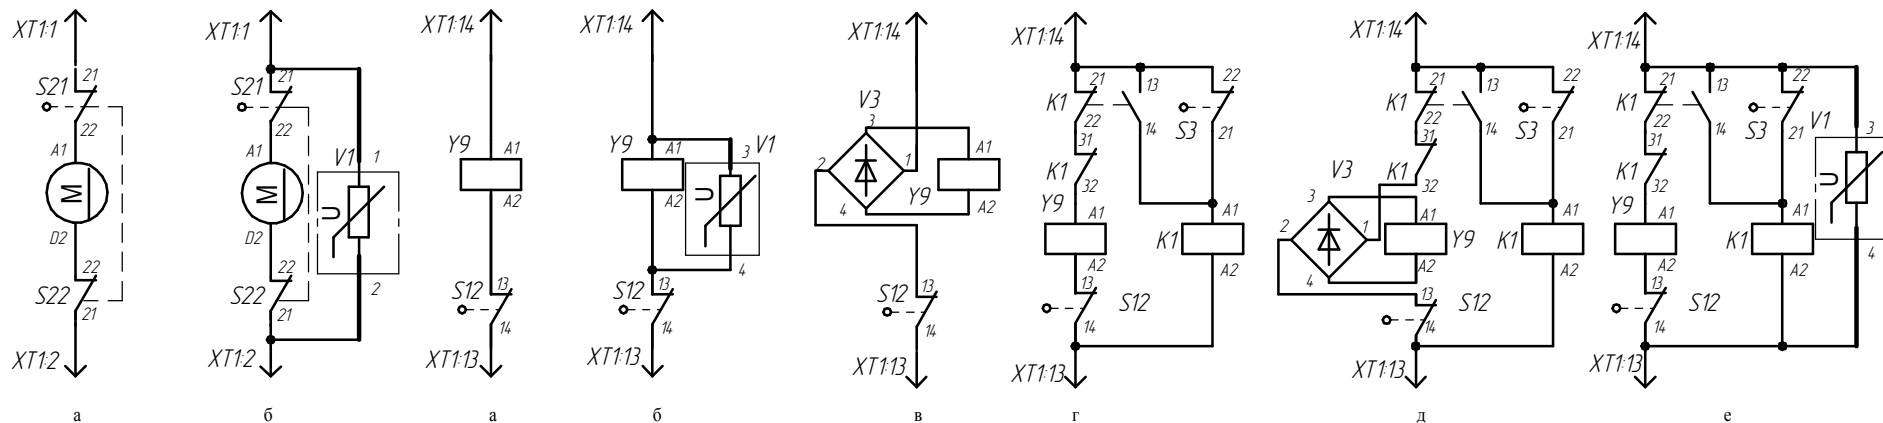 XT1:1
S21
21
22
A1
M
D2
22
S22
21
XT1:2
а
XT1:1
S21
21
22
A1
M
D2
V1
1
U
2
22
S22
21
XT1:2
б
XT1:14
Y9
A1
A2
S12
13
14
XT1:13
а
XT1:14
Y9
A1
A2
V1
3
U
4
S12
13
14
XT1:13
б
XT1:14
V3
3
2
1
4
A1
Y9
A2
S12
13
14
XT1:13
в
XT1:14
K1
21
22
13
14
22
S3
21
31
K1
32
Y9
A1
A2
K1
A1
A2
13
S12
14
XT1:13
г
XT1:14
K1
21
22
13
14
22
S3
21
31
K1
32
V3
3
2
1
4
A1
Y9
A2
K1
A1
A2
13
S12
14
XT1:13
д
XT1:14
K1
21
22
13
14
22
S3
21
31
K1
32
V1
3
U
4
Y9
A1
A2
K1
A1
A2
13
S12
14
XT1:13
е